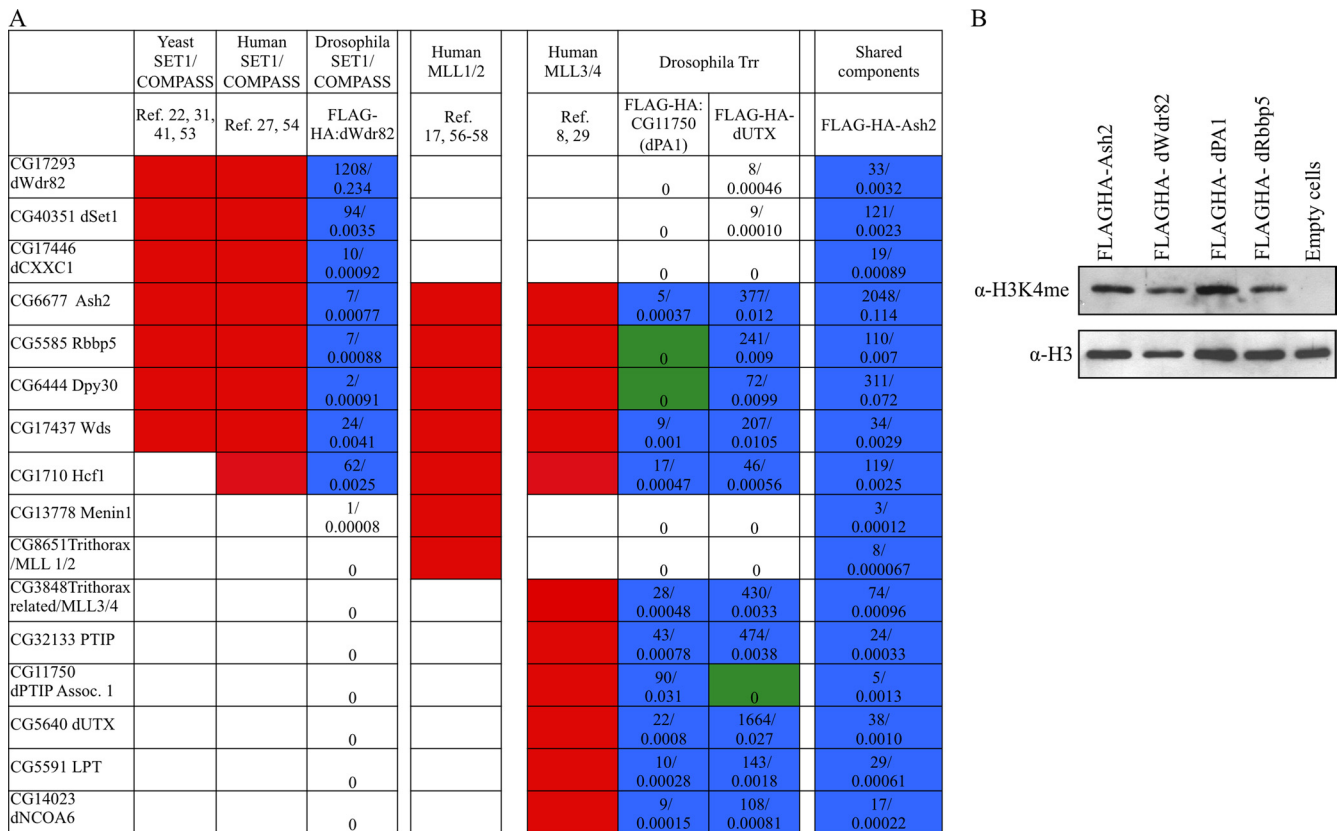 A
Yeast SET1/ COMPASS
Human SET1/ COMPASS
Drosophila SET1/ COMPASS
Human MLL1/2
Human MLL3/4
Drosophila Trr
Shared components
Ref. 22, 31, 41, 53
Ref. 27, 54
FLAG- HA:dWdr82
Ref. 17, 56-58
Ref. 8, 29
FLAG-HA: CG11750 (dPA1)
FLAG-HA- dUTX
FLAG-HA-Ash2
CG17293 dWdr82
1208/ 0.234
0
8/ 0.00046
33/ 0.0032
CG40351 dSet1
94/ 0.0035
0
9/ 0.00010
121/ 0.0023
CG17446 dCXXC1
10/ 0.00092
0
0
19/ 0.00089
CG6677 Ash2
7/ 0.00077
5/ 0.00037
377/ 0.012
2048/ 0.114
CG5585 Rbbp5
7/ 0.00088
0
241/ 0.009
110/ 0.007
CG6444 Dpy30
2/ 0.00091
0
72/ 0.0099
311/ 0.072
CG17437 Wds
24/ 0.0041
9/ 0.001
207/ 0.0105
34/ 0.0029
CG1710 Hcf1
62/ 0.0025
17/ 0.00047
46/ 0.00056
119/ 0.0025
CG13778 Menin1
1/ 0.00008
0
0
3/ 0.00012
CG8651Trithorax /MLL 1/2
0
0
0
8/ 0.000067
CG3848Trithorax related/MLL3/4
0
28/ 0.00048
430/ 0.0033
74/ 0.00096
CG32133 PTIP
0
43/ 0.00078
474/ 0.0038
24/ 0.00033
CG11750 dPTIP Assoc. 1
0
90/ 0.031
0
5/ 0.0013
CG5640 dUTX
0
22/ 0.0008
1664/ 0.027
38/ 0.0010
CG5591 LPT
0
10/ 0.00028
143/ 0.0018
29/ 0.00061
CG14023 dNCOA6
0
9/ 0.00015
108/ 0.00081
17/ 0.00022
B
FLAGHA-Ash2
FLAGHA- dWdr82
FLAGHA- dPA1
FLAGHA- dRbbp5
Empty cells
α-H3K4me
α-H3